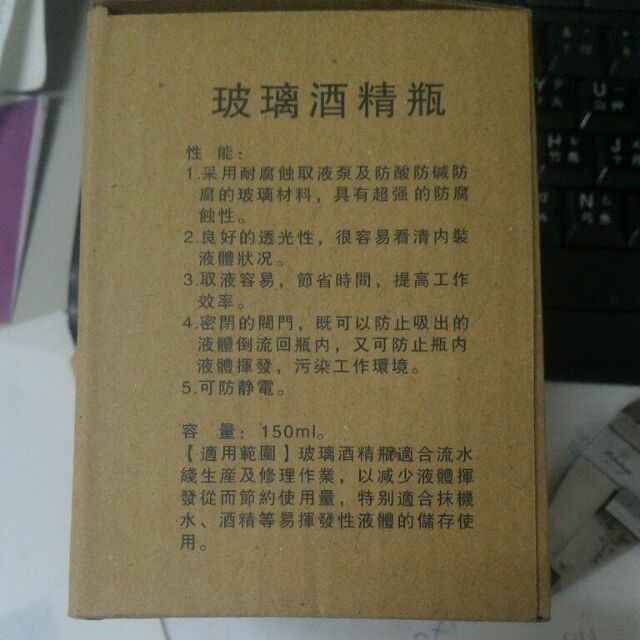 玻璃酒精瓶
性 能:
1.采用耐腐蝕取液泵及防酸防碱防
腐的玻璃材料，具有超强的防腐
蝕性。
2.良好的透光性，很容易看清内裝
液體狀况。
3.取液容易，節省時間，提高工作
效率。
4.密閉的閥門，既可以防止吸出的
液體倒流回瓶内，又可防止瓶内
液體揮發，污染工作環境。
5.可防静電。
容 量: 150ml。
【適用範圍】玻璃酒精瓶適合流水
綫生産及修理作業，以减少液體揮
發從而節約使用量，特别適合抹機
水、酒精等易揮發性液體的儲存使
用。
Y
U
H
J
N